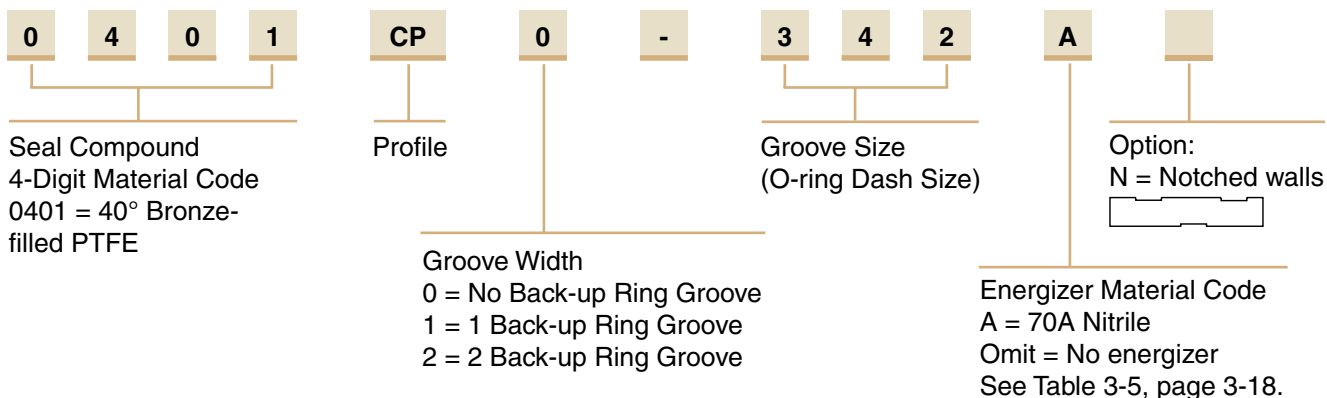 0 4 0 1 CP 0 - 3 4 2 A
Seal Compound
4-Digit Material Code
0401 = 40° Bronze-
filled PTFE
Profile
Groove Width
0 = No Back-up Ring Groove
1 = 1 Back-up Ring Groove
2 = 2 Back-up Ring Groove
Groove Size
(O-ring Dash Size)
Energizer Material Code
A = 70A Nitrile
Omit = No energizer
See Table 3-5, page 3-18.
Option:
N = Notched walls